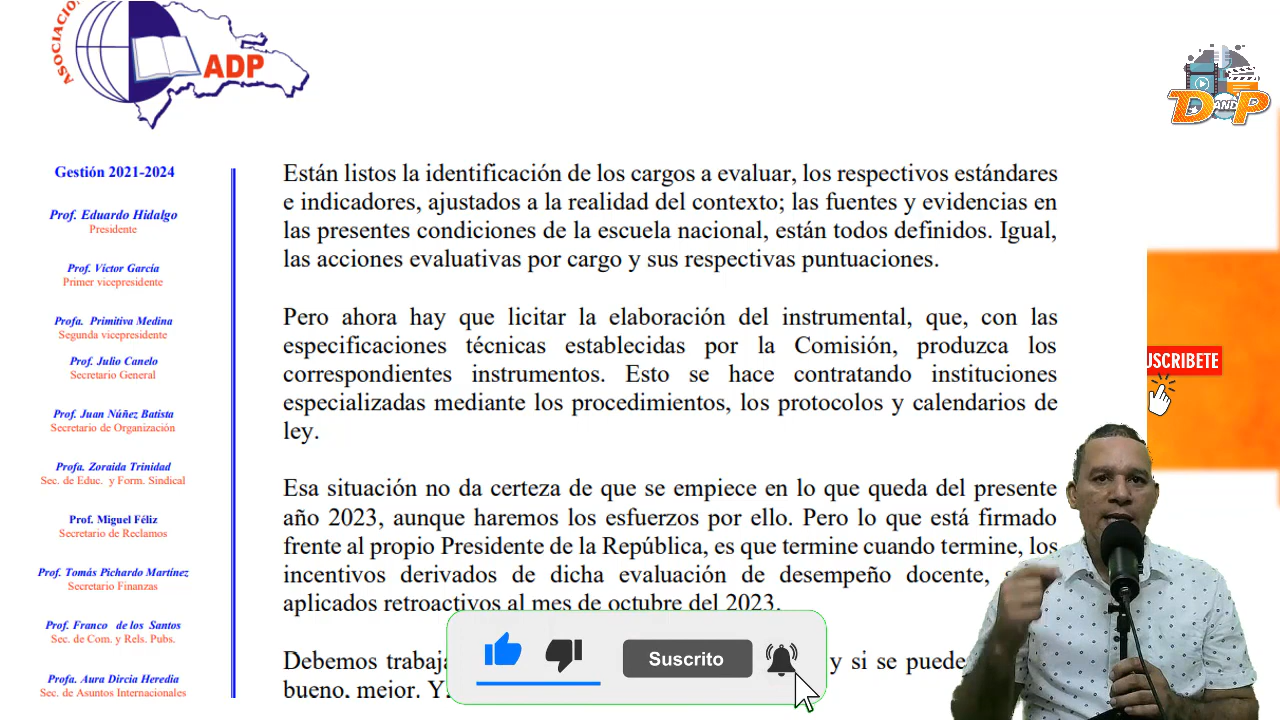 ASOCIACIO
ADP
D AND P
Gestión 2021-2024
Prof. Eduardo Hidalgo
Presidente
Prof. Víctor García
Primer vicepresidente
Profa. Primitiva Medina
Segunda vicepresidente
Prof. Julio Canelo
Secretario General
Prof. Juan Núñez Batista
Secretario de Organización
Profa. Zoraida Trinidad
Sec. de Educ. y Form. Sindical
Prof. Miguel Féliz
Secretario de Reclamos
Prof. Tomás Pichardo Martínez
Secretario Finanzas
Prof. Franco de los Santos
Sec. de Com. y Rels. Pubs.
Profa. Aura Dircia Heredia
Sec. de Asuntos Internacionales
Están listos la identificación de los cargos a evaluar, los respectivos estándares
e indicadores, ajustados a la realidad del contexto; las fuentes y evidencias en
las presentes condiciones de la escuela nacional, están todos definidos. Igual,
las acciones evaluativas por cargo y sus respectivas puntuaciones.
Pero ahora hay que licitar la elaboración del instrumental, que, con las
especificaciones técnicas establecidas por la Comisión, produzca los
correspondientes instrumentos. Esto se hace contratando instituciones
especializadas mediante los procedimientos, los protocolos y calendarios de
ley.
Esa situación no da certeza de que se empiece en lo que queda del presente
año 2023, aunque haremos los esfuerzos por ello. Pero lo que está firmado
frente al propio Presidente de la República, es que termine cuando termine, los
incentivos derivados de dicha evaluación de desempeño docente,
aplicados retroactivos al mes de octubre del 2023.
Debemos trabaj y si se puede
bueno, mejor. Y
USCRIBETE
Suscrito